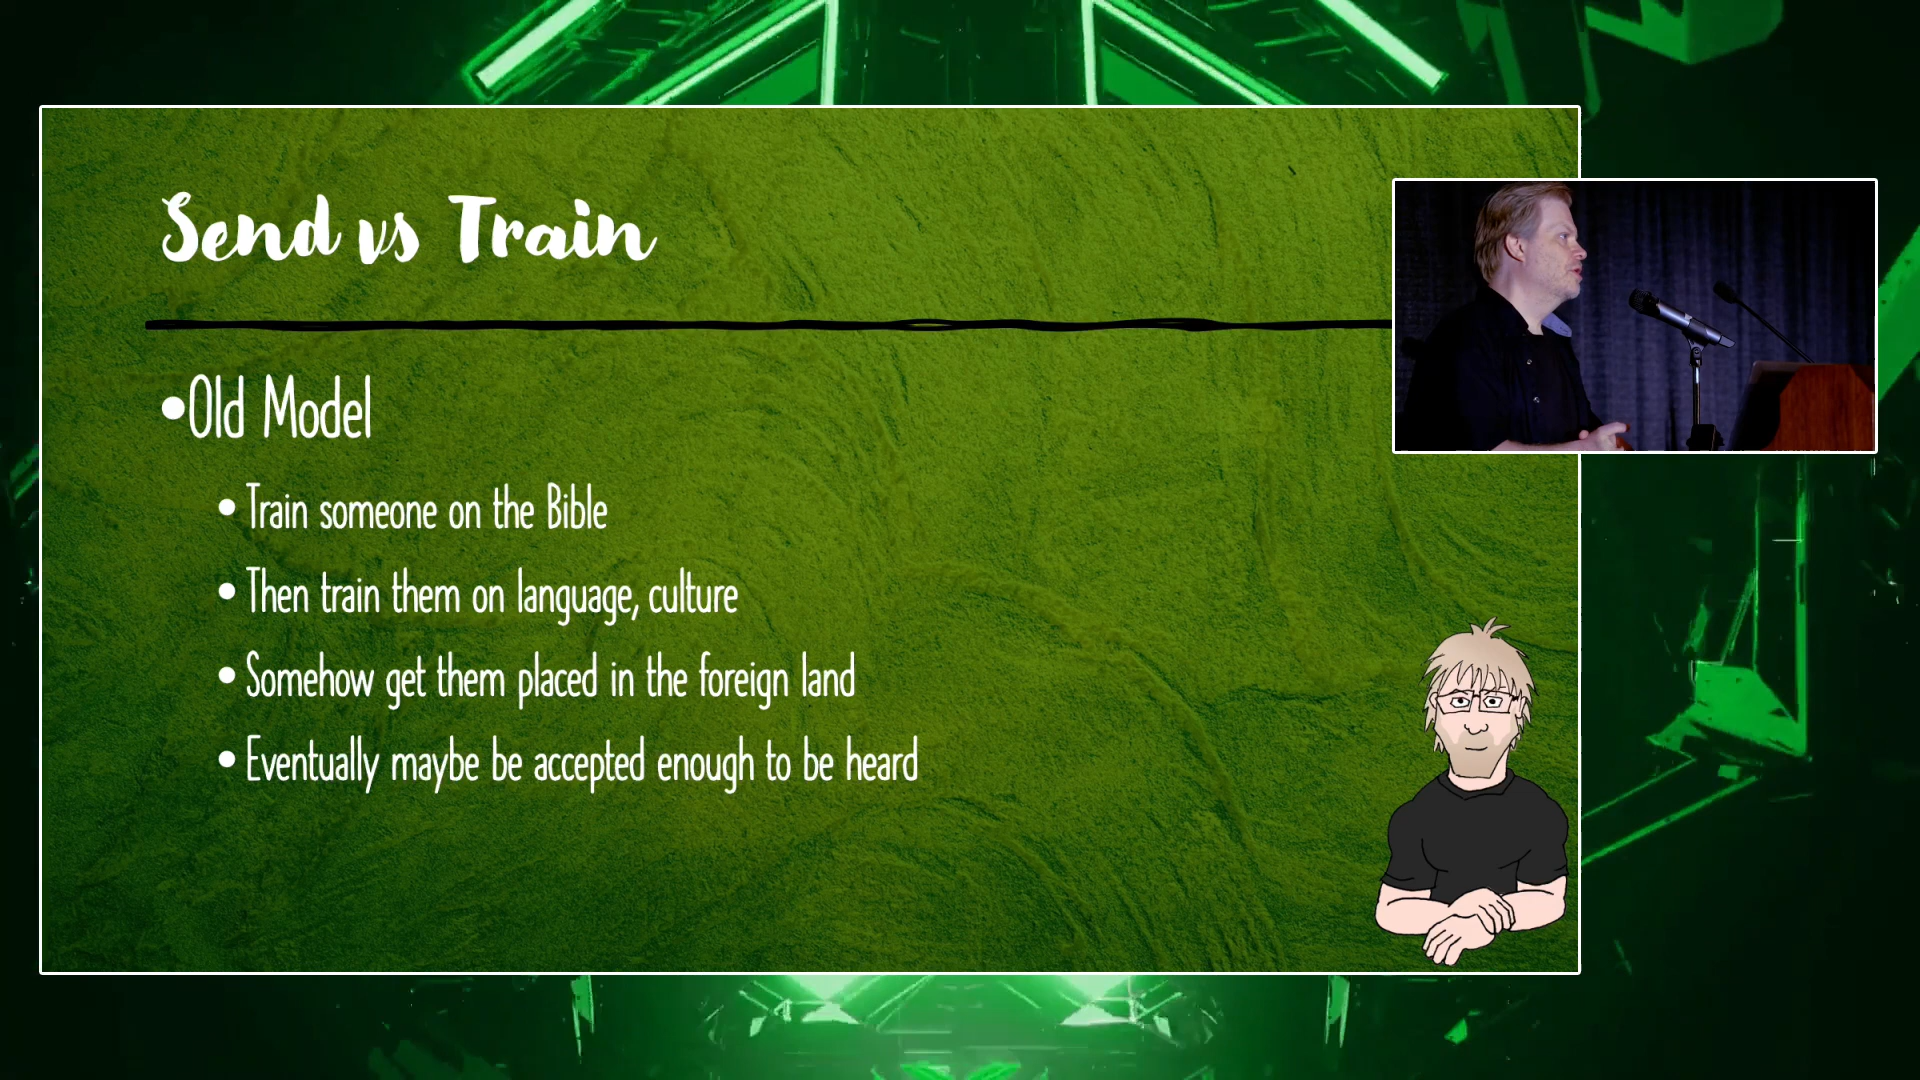 Send vs Train
•Old Model
• Train someone on the Bible
• Then train them on language, culture
• Somehow get them placed in the foreign land
• Eventually maybe be accepted enough to be heard